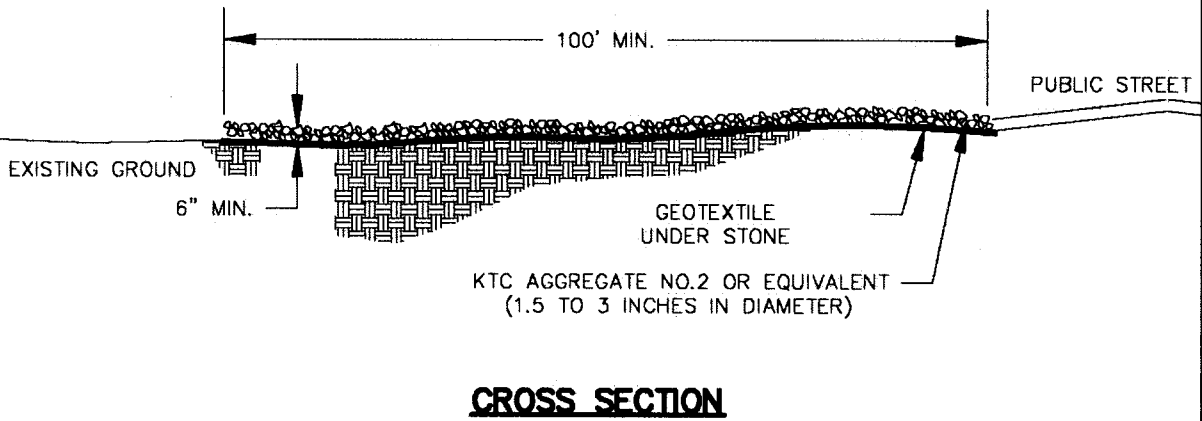 100' MIN.
PUBLIC STREET
EXISTING GROUND
6" MIN.
GEOTEXTILE
UNDER STONE
KTC AGGREGATE NO.2 OR EQUIVALENT
(1.5 TO 3 INCHES IN DIAMETER)
CROSS SECTION